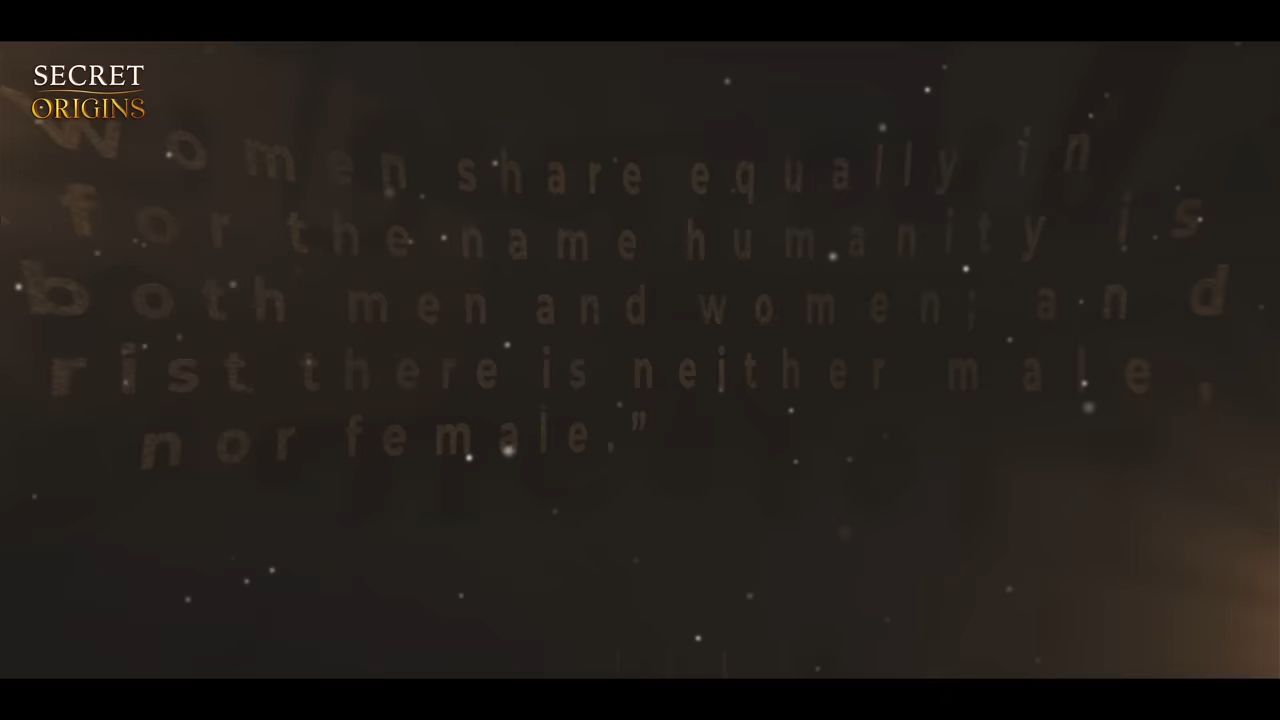 SECRET
ORIGINS
Women share equally in
for the name humanity is
both men and women; and
rist there is neither male,
nor female.”